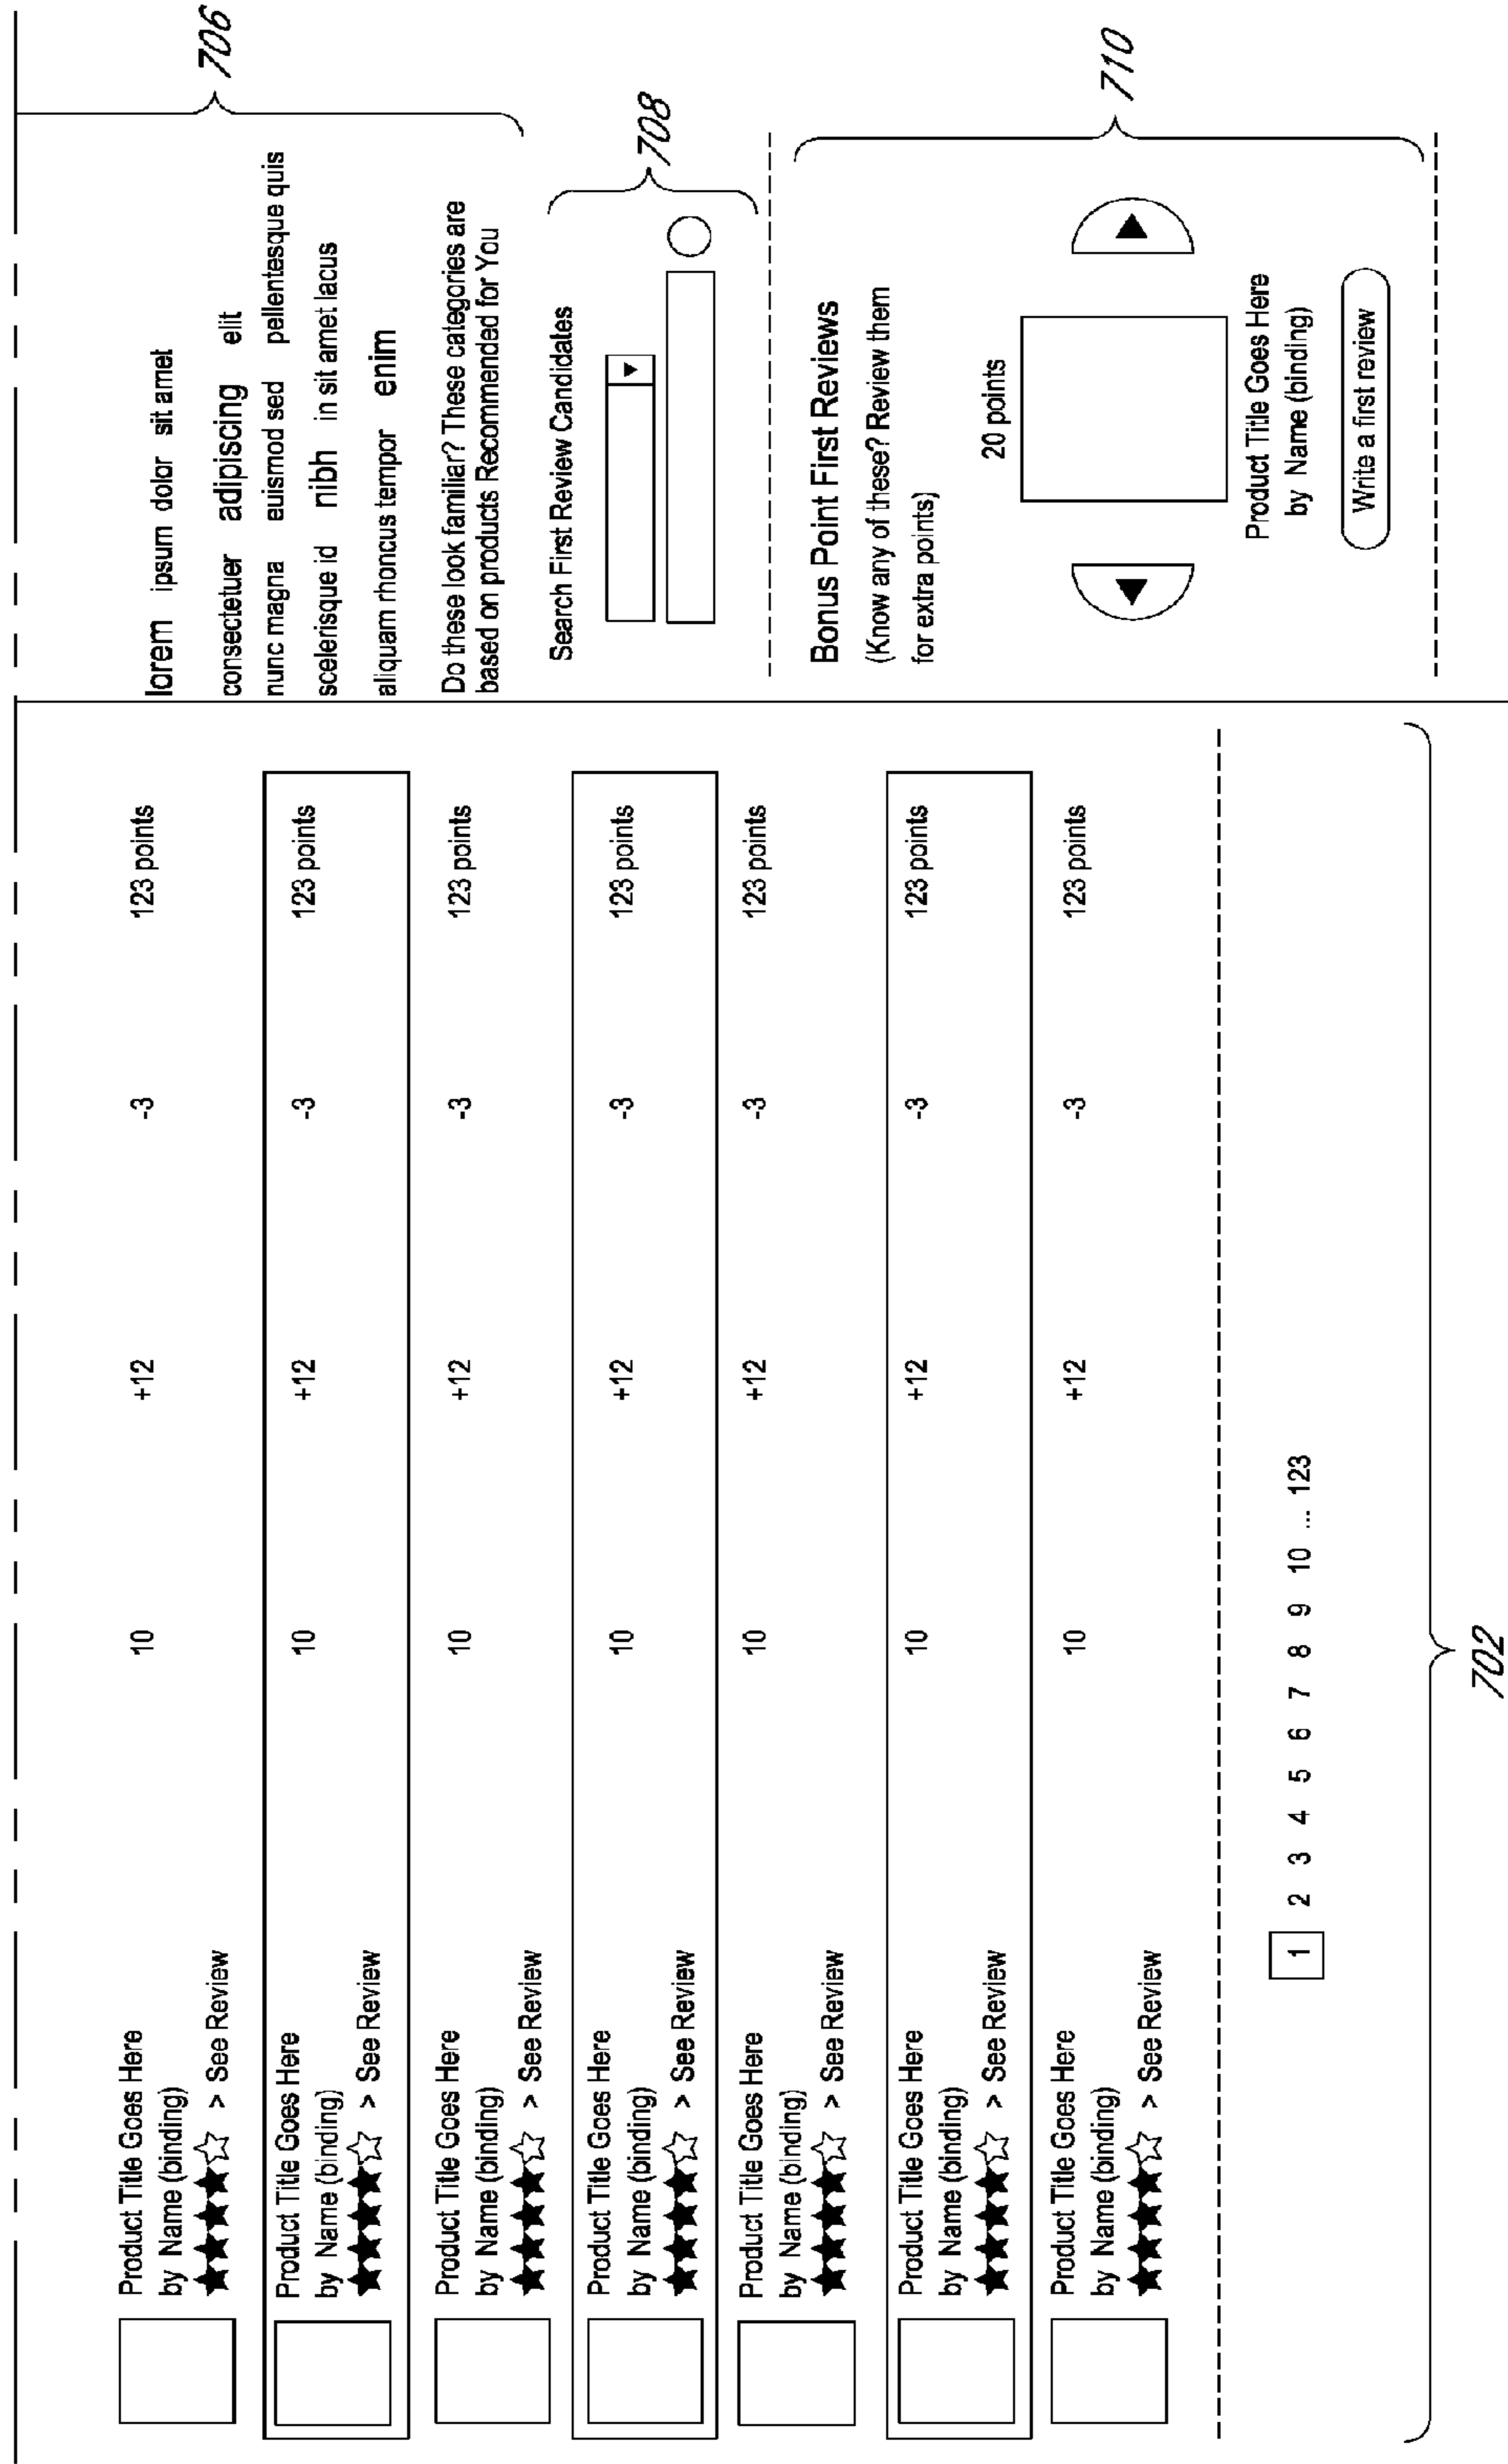 Product Title Goes Here
by Name (binding)
> See Review
10 +12 -3 123 points
Product Title Goes Here
by Name (binding)
> See Review
10 +12 -3 123 points
Product Title Goes Here
by Name (binding)
> See Review
10 +12 -3 123 points
Product Title Goes Here
by Name (binding)
> See Review
10 +12 -3 123 points
Product Title Goes Here
by Name (binding)
> See Review
10 +12 -3 123 points
Product Title Goes Here
by Name (binding)
> See Review
10 +12 -3 123 points
Product Title Goes Here
by Name (binding)
> See Review
10 +12 -3 123 points
1 2 3 4 5 6 7 8 9 10 ... 123
702
lorem ipsum dolor sit amet
consectetuer adipiscing elit
nunc magna euismod sed pellentesque quis
scelerisque id nibh in sit amet lacus
aliquam rhoncus tempor enim
Do these look familiar? These categories are
based on products Recommended for You
706
Search First Review Candidates
708
Bonus Point First Reviews
(Know any of these? Review them
for extra points)
20 points
Product Title Goes Here
by Name (binding)
Write a first review
710